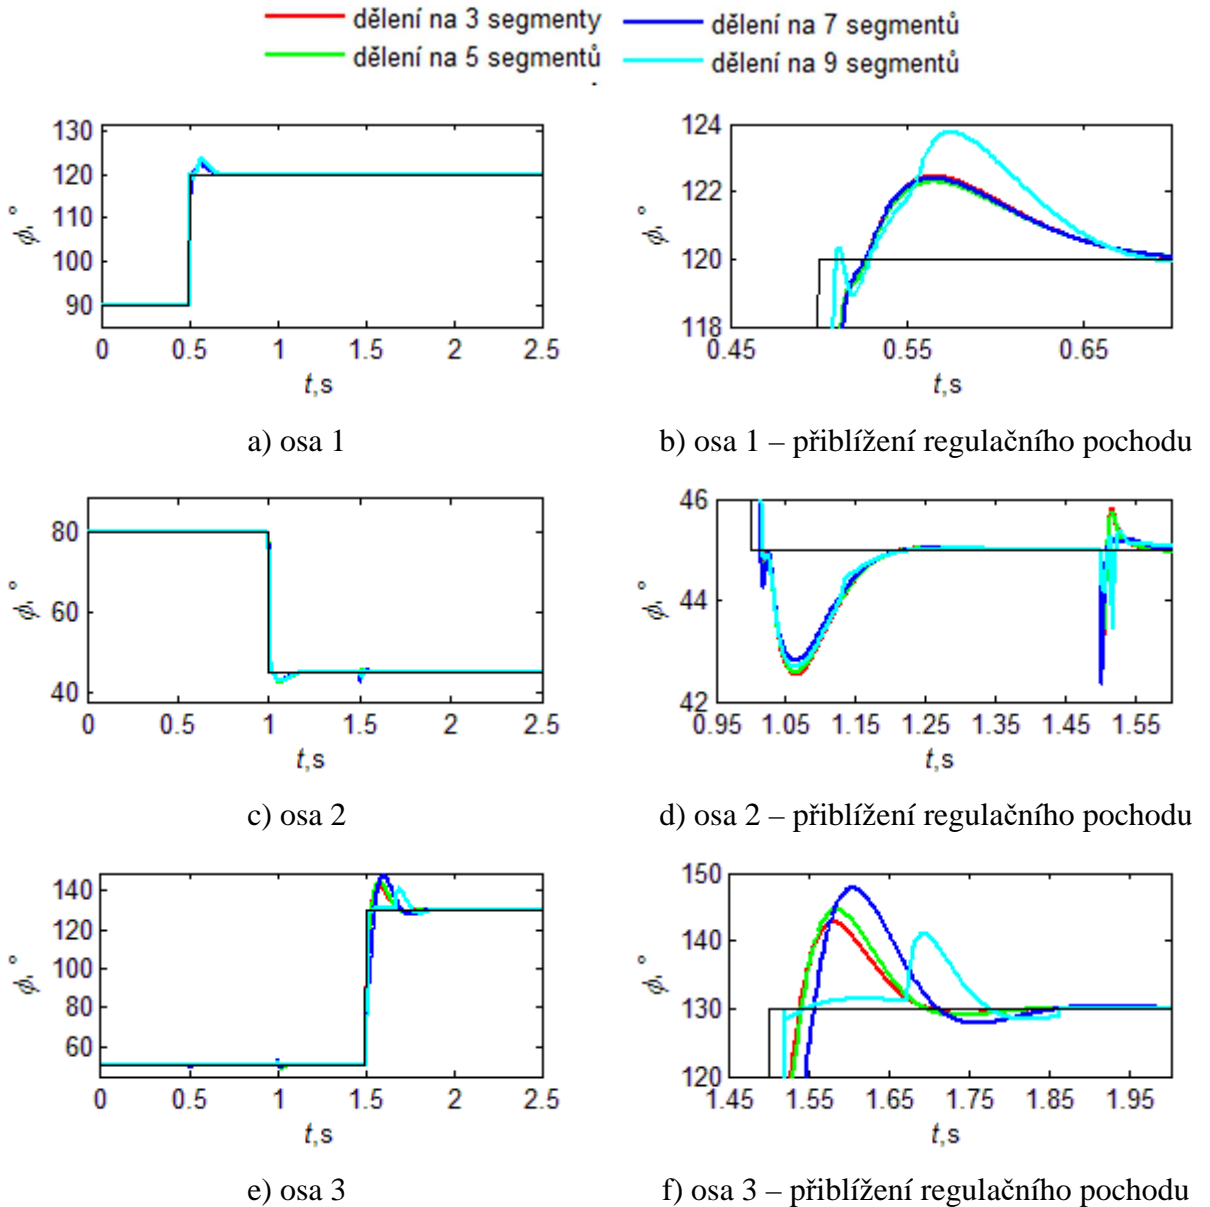 dělení na 3 segmenty
dělení na 7 segmentů
dělení na 5 segmentů
dělení na 9 segmentů
130
120
110
100
90
0 0.5 1 1.5 2 2.5
ϕ, °
t,s
124
122
120
118
0.45 0.55 0.65
ϕ, °
t,s
a) osa 1
b) osa 1 – přiblížení regulačního pochodu
80
60
40
0 0.5 1 1.5 2 2.5
ϕ, °
t,s
46
44
42
0.95 1.05 1.15 1.25 1.35 1.45 1.55
ϕ, °
t,s
c) osa 2
d) osa 2 – přiblížení regulačního pochodu
140
120
100
80
60
0 0.5 1 1.5 2 2.5
ϕ, °
t,s
150
140
130
120
1.45 1.55 1.65 1.75 1.85 1.95
ϕ, °
t,s
e) osa 3
f) osa 3 – přiblížení regulačního pochodu